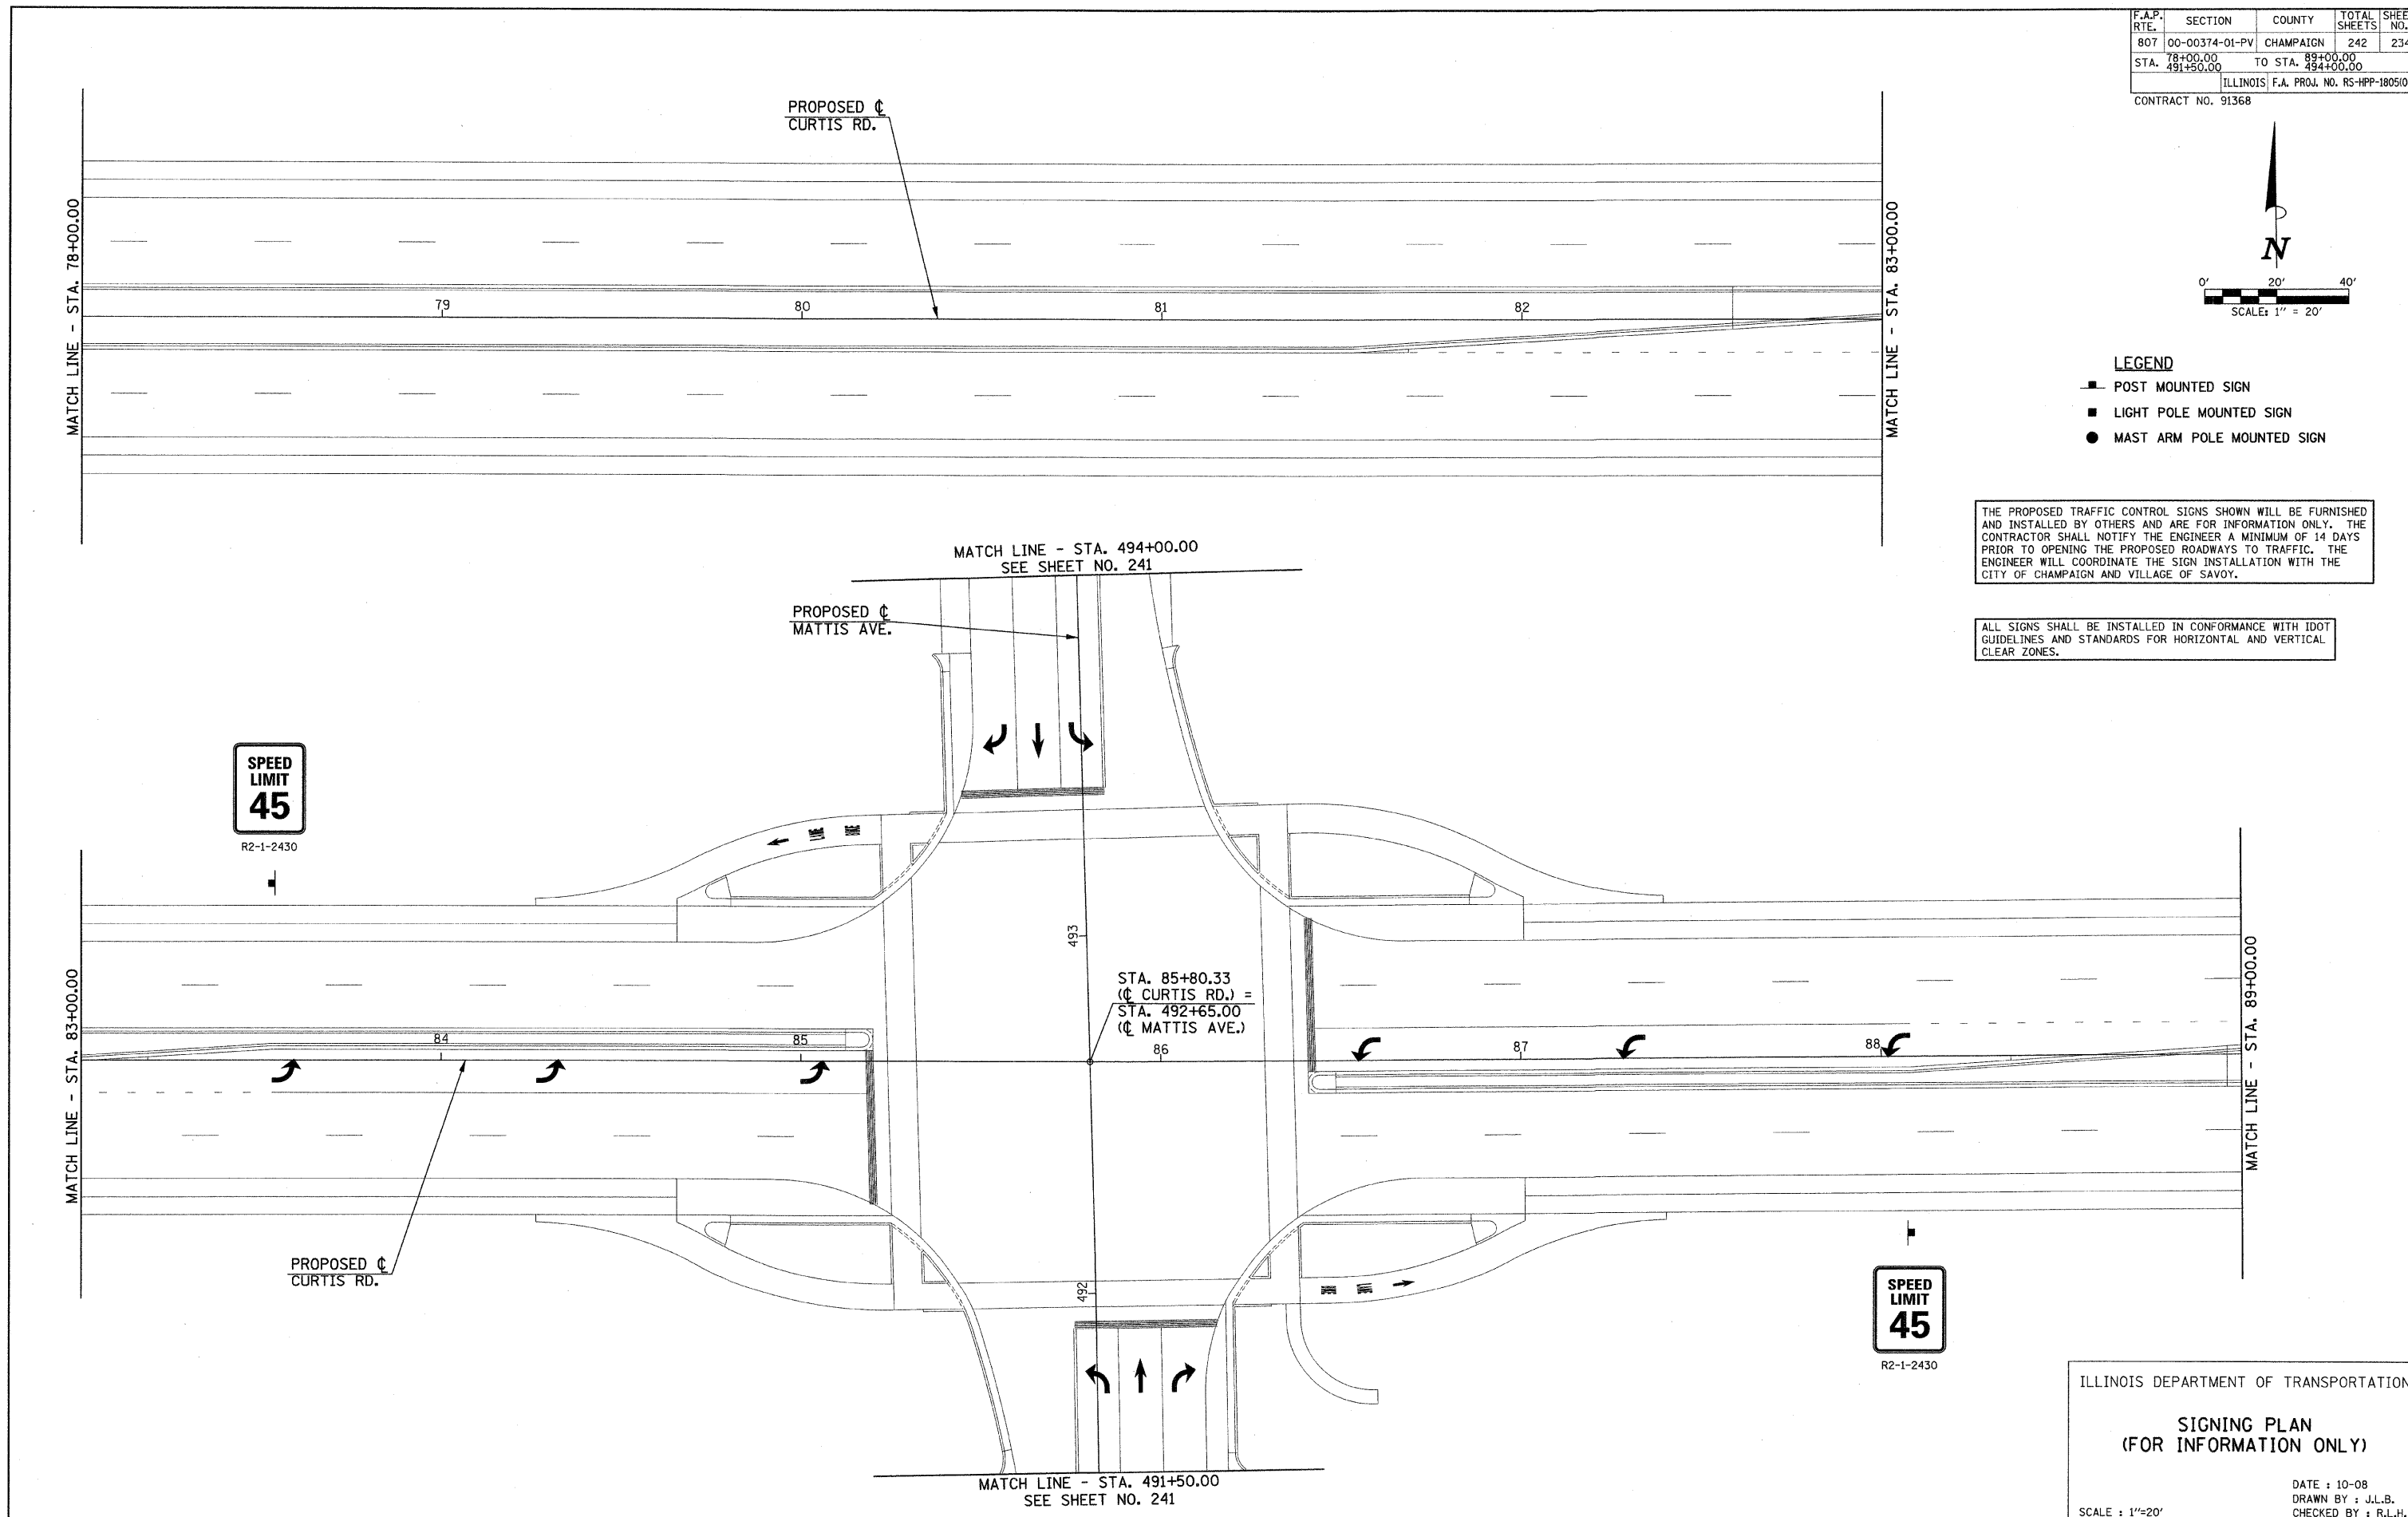 F.A.P. RTE. SECTION COUNTY TOTAL SHEETS SHEE NO.
807 00-00374-01-PV CHAMPAIGN 242 234
STA. 78+00.00 TO STA. 89+00.00
491+50.00 494+00.00
ILLINOIS F.A. PROJ. NO. RS-HPP-1805(0
CONTRACT NO. 91368
N
0' 20' 40'
SCALE: 1" = 20'
LEGEND
POST MOUNTED SIGN
LIGHT POLE MOUNTED SIGN
MAST ARM POLE MOUNTED SIGN
THE PROPOSED TRAFFIC CONTROL SIGNS SHOWN WILL BE FURNISHED
AND INSTALLED BY OTHERS AND ARE FOR INFORMATION ONLY. THE
CONTRACTOR SHALL NOTIFY THE ENGINEER A MINIMUM OF 14 DAYS
PRIOR TO OPENING THE PROPOSED ROADWAYS TO TRAFFIC. THE
ENGINEER WILL COORDINATE THE SIGN INSTALLATION WITH THE
CITY OF CHAMPAIGN AND VILLAGE OF SAVOY.
ALL SIGNS SHALL BE INSTALLED IN CONFORMANCE WITH IDOT
GUIDELINES AND STANDARDS FOR HORIZONTAL AND VERTICAL
CLEAR ZONES.
PROPOSED ℄
CURTIS RD.
MATCH LINE - STA. 78+00.00
79 80 81 82
MATCH LINE - STA. 83+00.00
MATCH LINE - STA. 494+00.00
SEE SHEET NO. 241
PROPOSED ℄
MATTIS AVE.
SPEED
LIMIT
45
R2-1-2430
MATCH LINE - STA. 83+00.00
84 85 86 87 88
493
492
STA. 85+80.33
(℄ CURTIS RD.) =
STA. 492+65.00
(℄ MATTIS AVE.)
MATCH LINE - STA. 89+00.00
PROPOSED ℄
CURTIS RD.
SPEED
LIMIT
45
R2-1-2430
MATCH LINE - STA. 491+50.00
SEE SHEET NO. 241
ILLINOIS DEPARTMENT OF TRANSPORTATION
SIGNING PLAN
(FOR INFORMATION ONLY)
SCALE : 1"=20'
DATE : 10-08
DRAWN BY : J.L.B.
CHECKED BY : R.L.H.